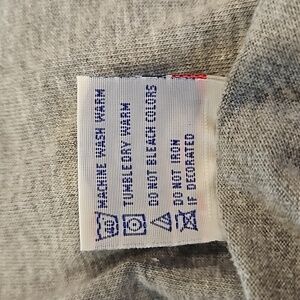 MACHINE WASH WARM
TUMBLEDRY WARM
DO NOT BLEACH COLORS
DO NOT IRON
IF DECORATED